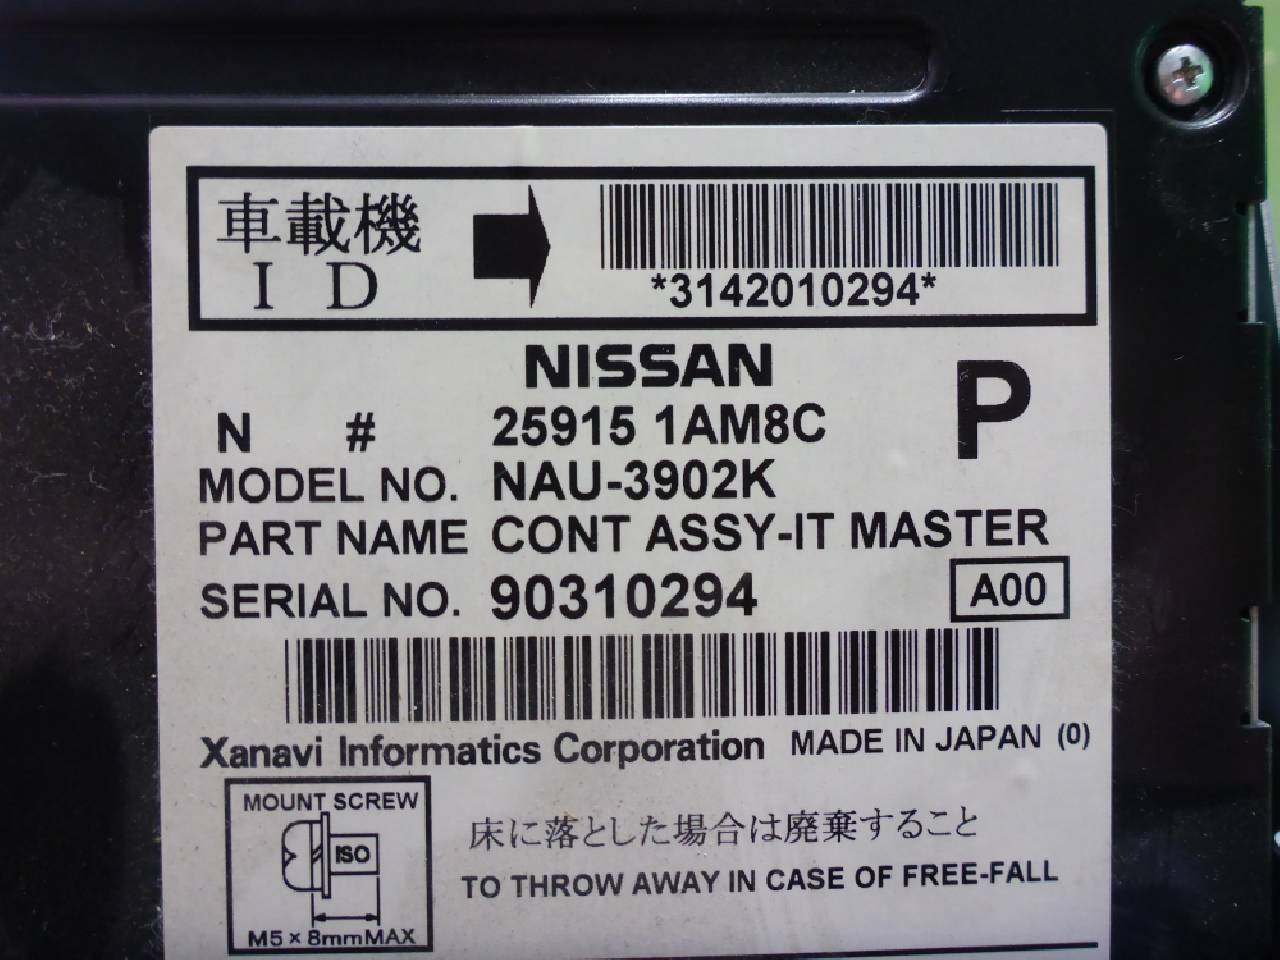 車載機
ID
*3142010294*
NISSAN
P
N # 25915 1AM8C
MODEL NO. NAU-3902K
PART NAME CONT ASSY-IT MASTER
SERIAL NO. 90310294
A00
Xanavi Informatics Corporation MADE IN JAPAN (0)
MOUNT SCREW
ISO
M5 × 8mmMAX
床に落とした場合は廃棄すること
TO THROW AWAY IN CASE OF FREE-FALL